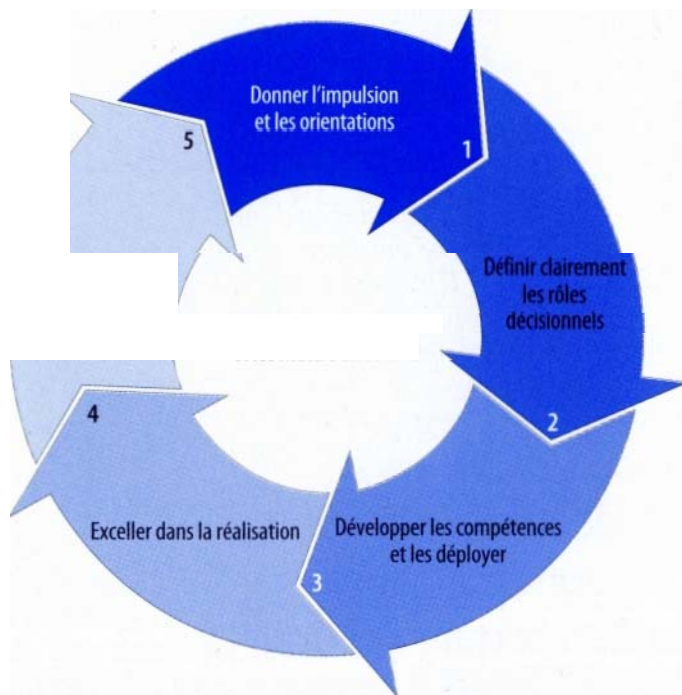 Donner l'impulsion
et les orientations
1
Définir clairement
les rôles
décisionnels
2
Développer les compétences
et les déployer
3
Exceller dans la réalisation
4
5